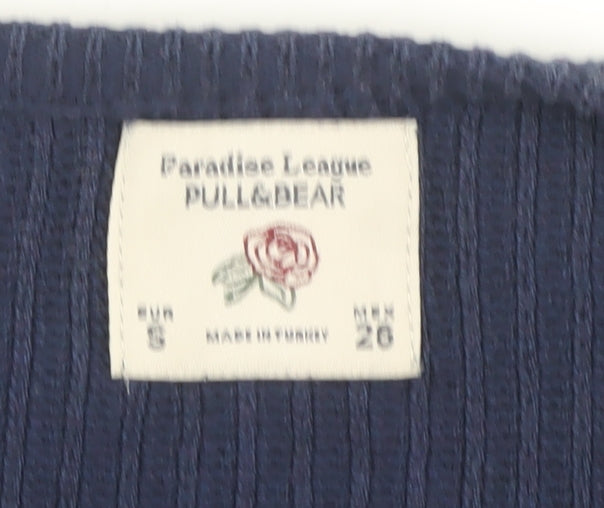 Paradise League
PULL&BEAR
EUR MEX
S MADE IN TURKEY 26